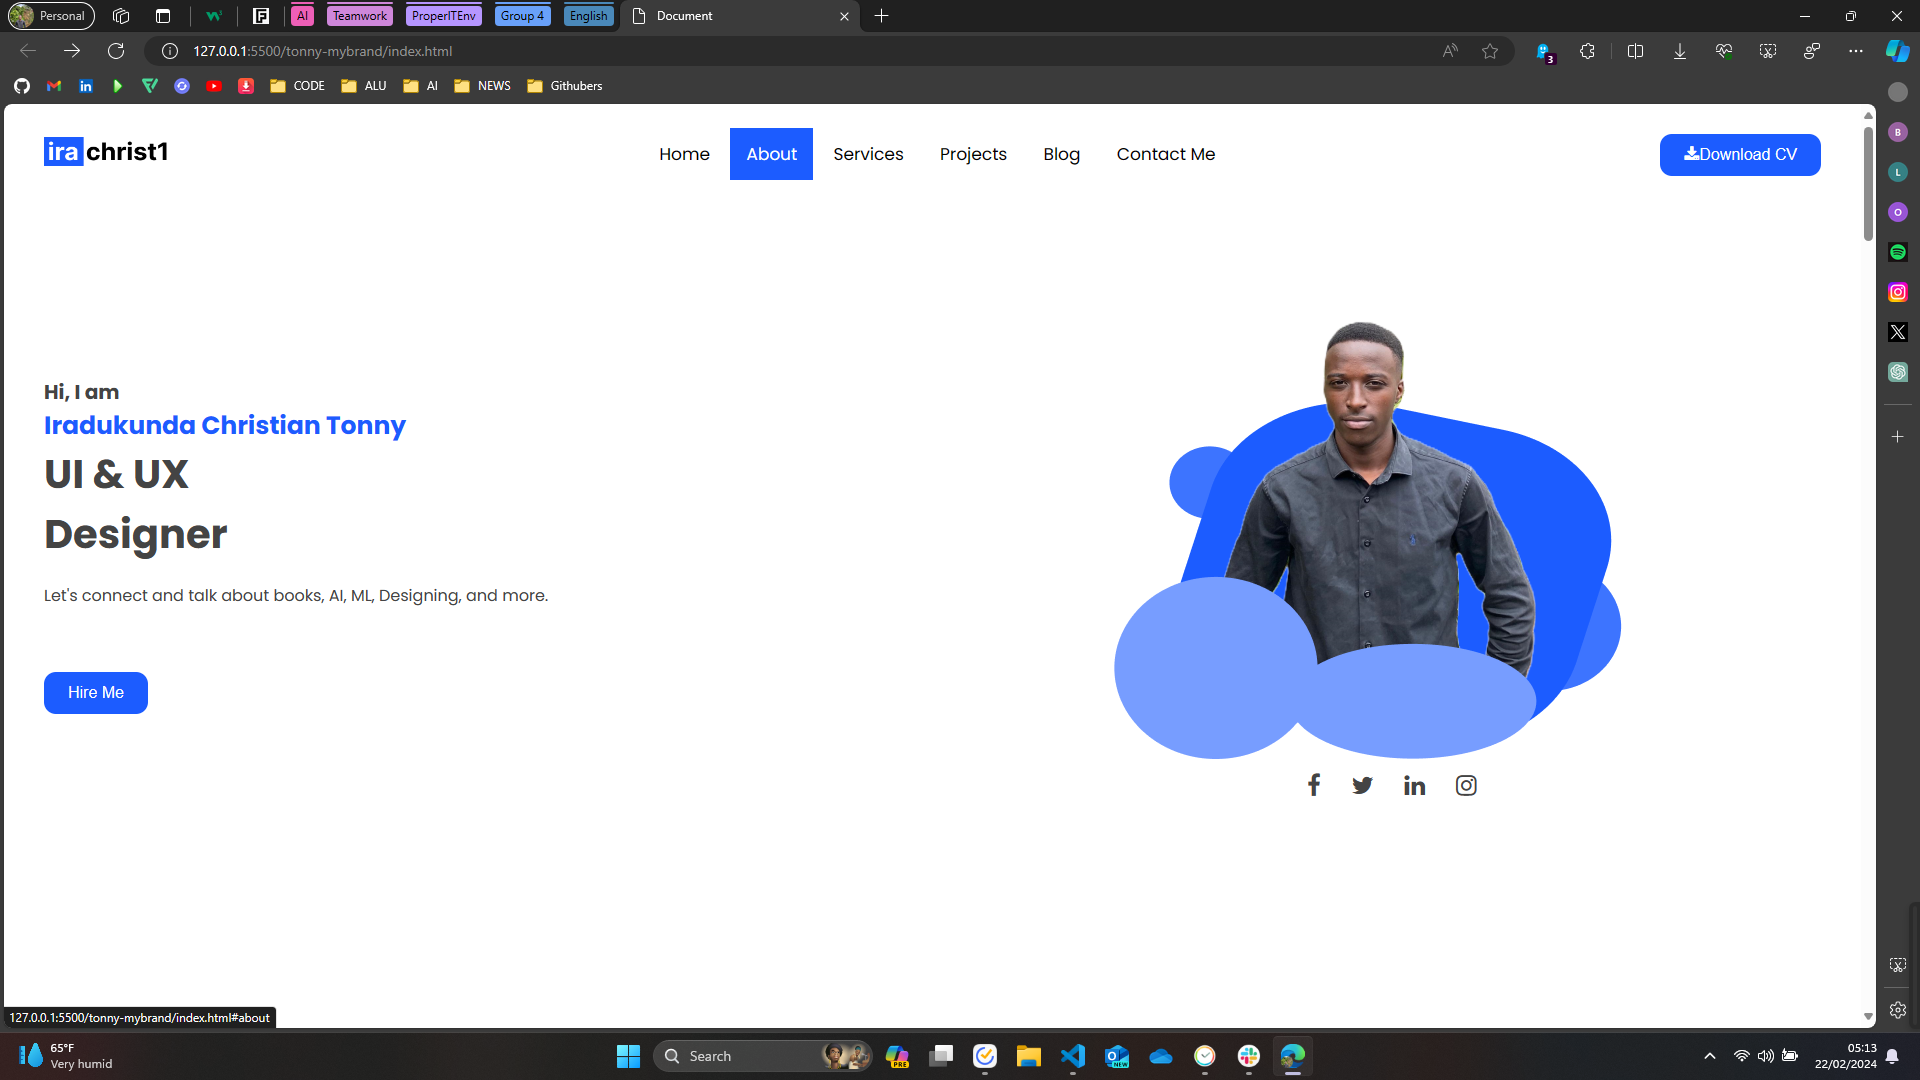 Personal
AI
Teamwork
ProperITEnv
Group 4
English
Document
127.0.0.1:5500/tonny-mybrand/index.html
3
CODE
ALU
AI
NEWS
Githubers
ira christ1
Home
About
Services
Projects
Blog
Contact Me
Download CV
B
L
O
Hi, I am
Iradukunda Christian Tonny
UI & UX
Designer
Let's connect and talk about books, AI, ML, Designing, and more.
Hire Me
127.0.0.1:5500/tonny-mybrand/index.html#about
65°F
Very humid
Search
PRE
NEW
05:13
22/02/2024